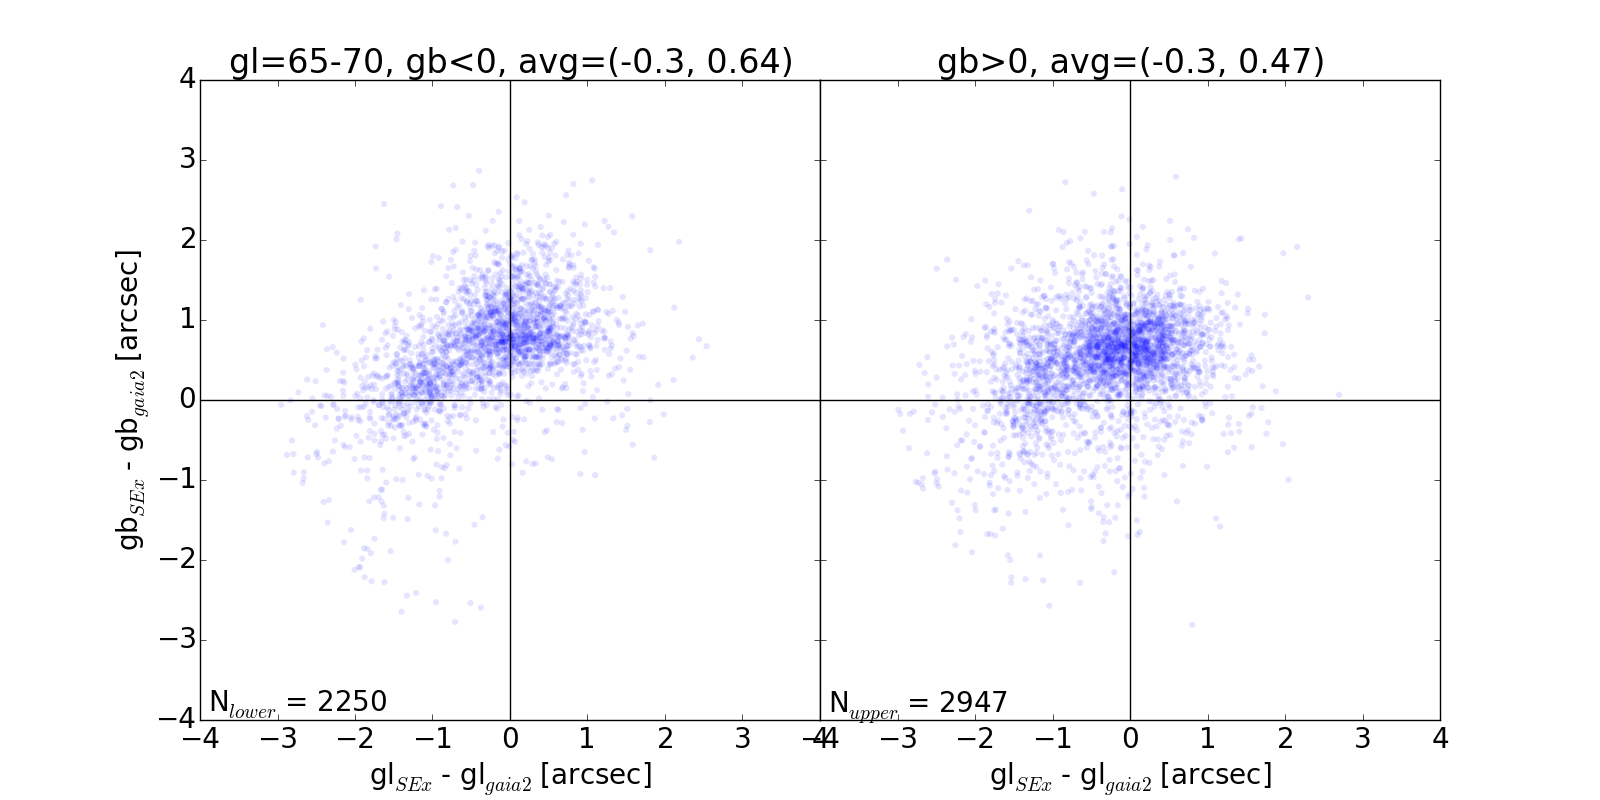 gl=65-70, gb<0, avg=(-0.3, 0.64)
gb>0, avg=(-0.3, 0.47)
4
3
2
1
0
−1
−2
−3
−4
gb_SEx - gb_gaia2 [arcsec]
N_lower = 2250
N_upper = 2947
−4 −3 −2 −1 0 1 2 3 4
−4 −3 −2 −1 0 1 2 3 4
gl_SEx - gl_gaia2 [arcsec]
gl_SEx - gl_gaia2 [arcsec]